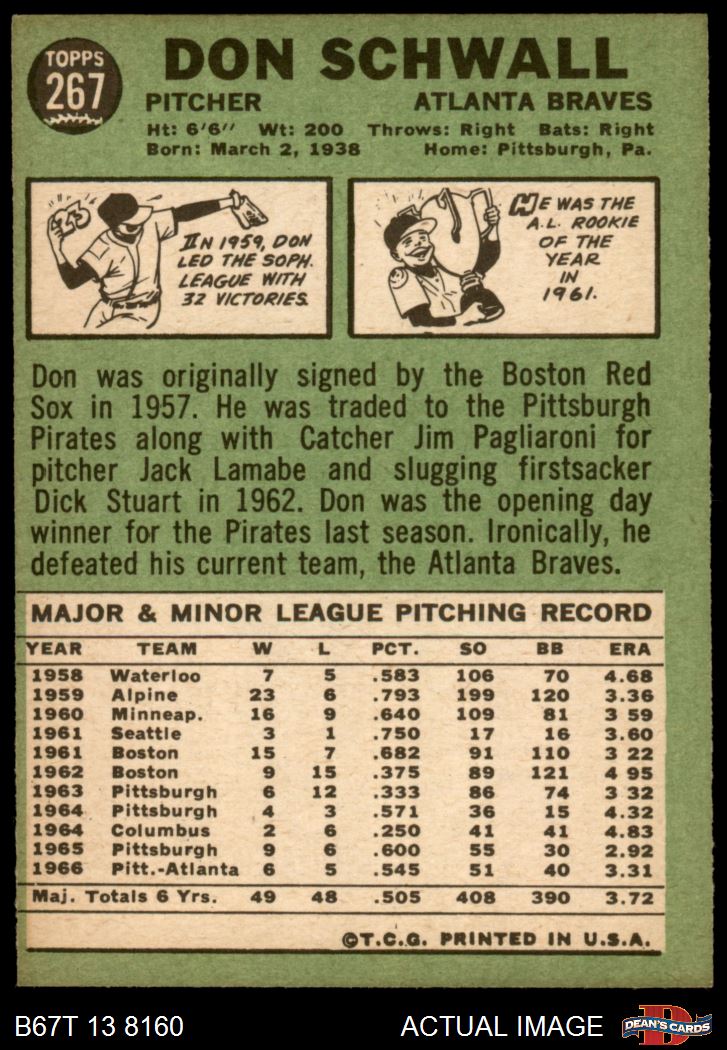 TOPPS
267
DON SCHWALL
PITCHER ATLANTA BRAVES
Ht: 6'6" Wt: 200 Throws: Right Bats: Right
Born: March 2, 1938 Home: Pittsburgh, Pa.
23
IN 1959, DON
LED THE SOPH.
LEAGUE WITH
32 VICTORIES.
HE WAS THE
A.L. ROOKIE
OF THE
YEAR
IN
1961.
Don was originally signed by the Boston Red
Sox in 1957. He was traded to the Pittsburgh
Pirates along with Catcher Jim Pagliaroni for
pitcher Jack Lamabe and slugging firstsacker
Dick Stuart in 1962. Don was the opening day
winner for the Pirates last season. Ironically, he
defeated his current team, the Atlanta Braves.
MAJOR & MINOR LEAGUE PITCHING RECORD
YEAR TEAM W L PCT. SO BB ERA
1958 Waterloo 7 5 .583 106 70 4.68
1959 Alpine 23 6 .793 199 120 3.36
1960 Minneap. 16 9 .640 109 81 3 59
1961 Seattle 3 1 .750 17 16 3.60
1961 Boston 15 7 .682 91 110 3 22
1962 Boston 9 15 .375 89 121 4 95
1963 Pittsburgh 6 12 .333 86 74 3 32
1964 Pittsburgh 4 3 .571 36 15 4.32
1964 Columbus 2 6 .250 41 41 4.83
1965 Pittsburgh 9 6 .600 55 30 2.92
1966 Pitt.-Atlanta 6 5 .545 51 40 3.31
Maj. Totals 6 Yrs. 49 48 .505 408 390 3.72
©T.C.G. PRINTED IN U.S.A.
B67T 13 8160 ACTUAL IMAGE
D
DEAN'S CARDS